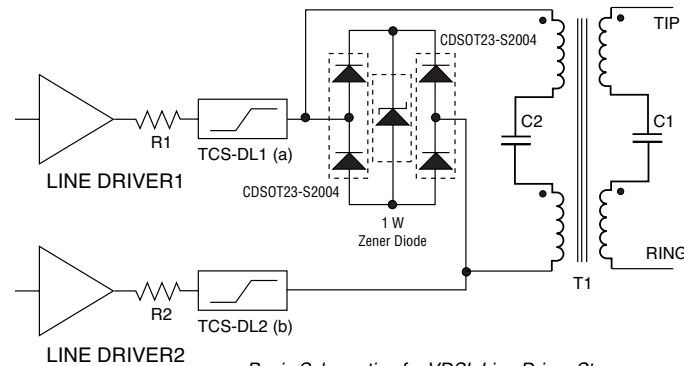 CDSOT23-S2004
TIP
C2
C1
R1
TCS-DL1 (a)
LINE DRIVER1
CDSOT23-S2004
1 W
Zener Diode
RING
T1
R2
TCS-DL2 (b)
LINE DRIVER2